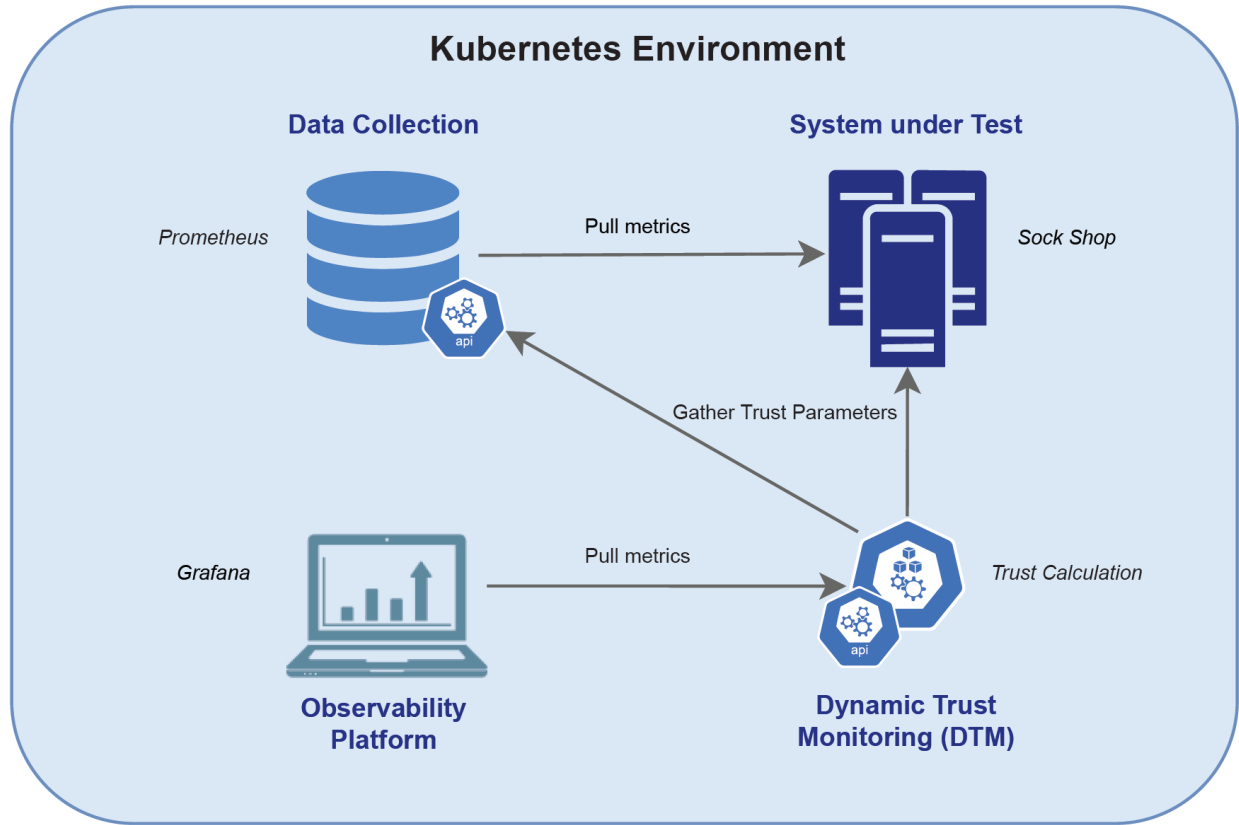 Kubernetes Environment
Data Collection
System under Test
Prometheus
Pull metrics
Sock Shop
api
Gather Trust Parameters
Grafana
Pull metrics
Trust Calculation
api
Observability
Platform
Dynamic Trust
Monitoring (DTM)